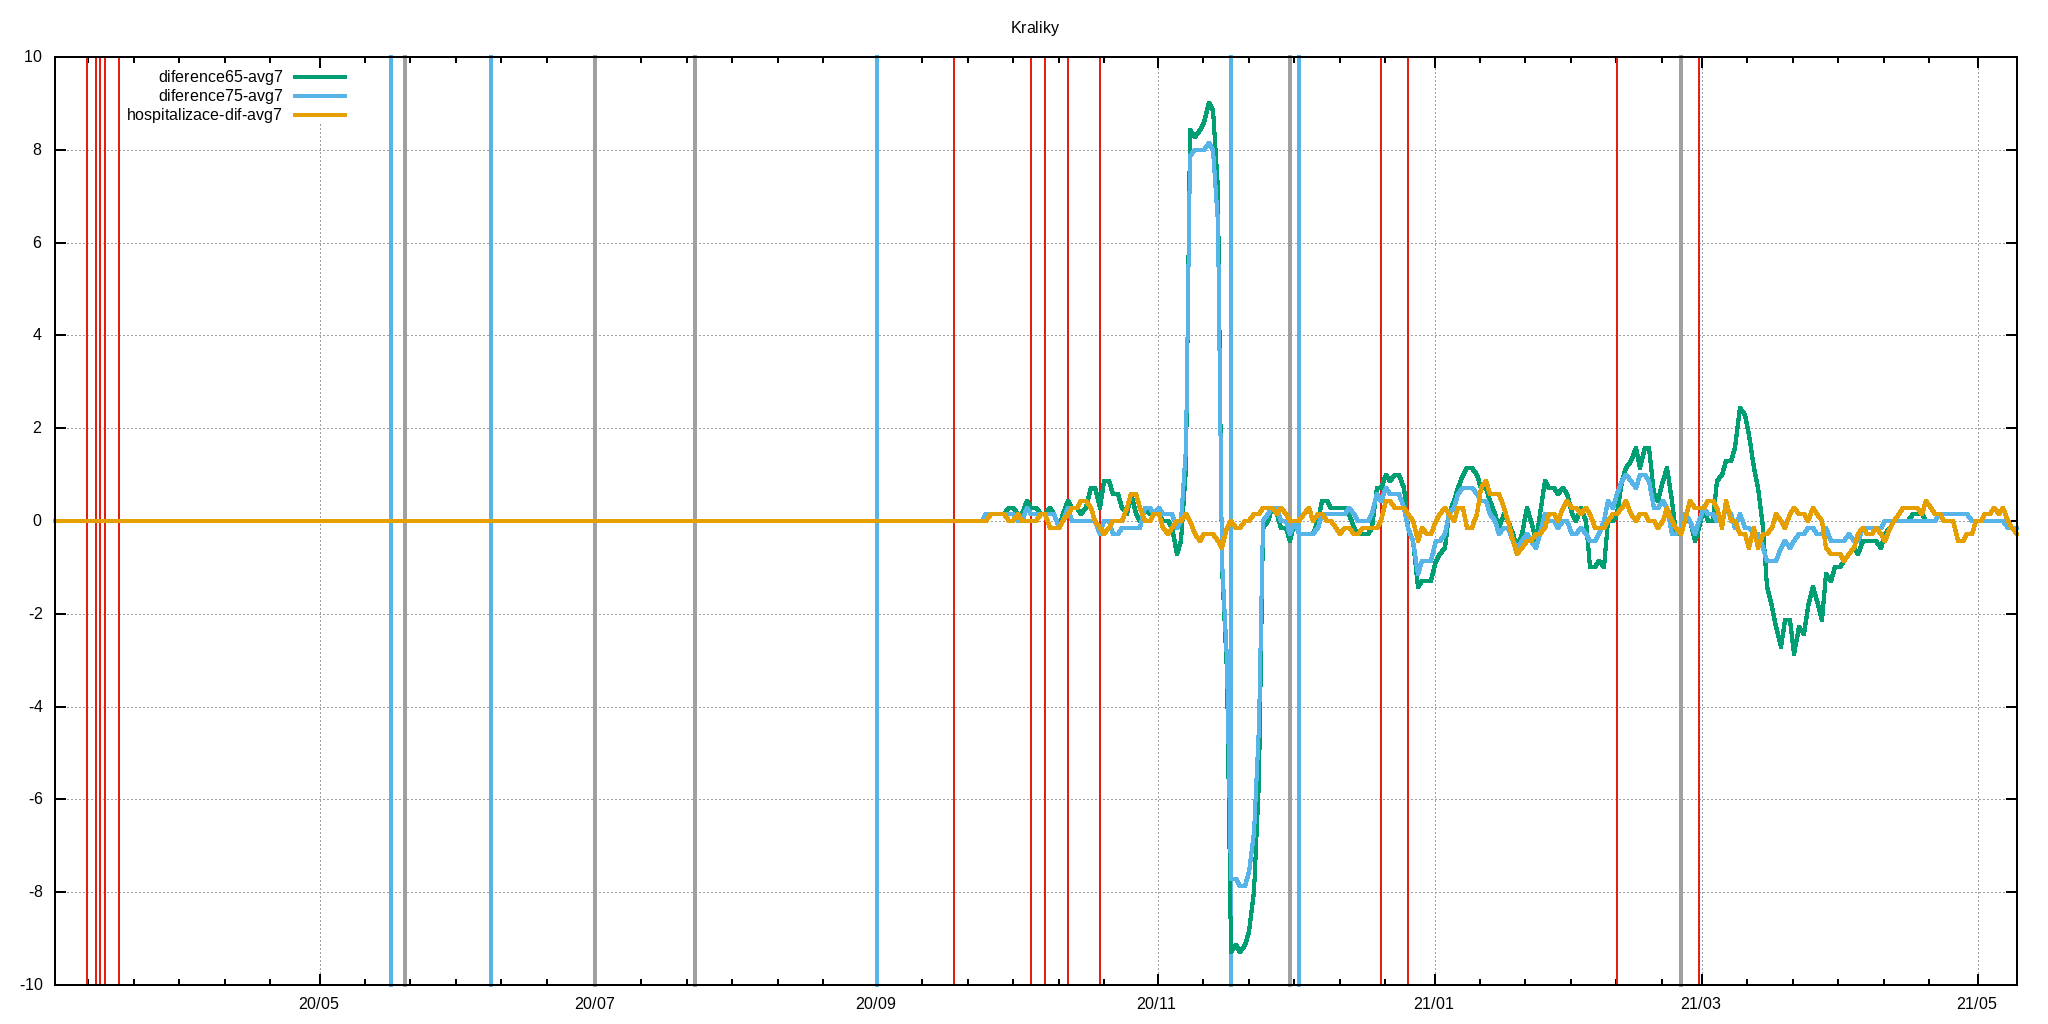 Kraliky
10
diference65-avg7
diference75-avg7
hospitalizace-dif-avg7
8
6
4
2
0
-2
-4
-6
-8
-10
20/05 20/07 20/09 20/11 21/01 21/03 21/05